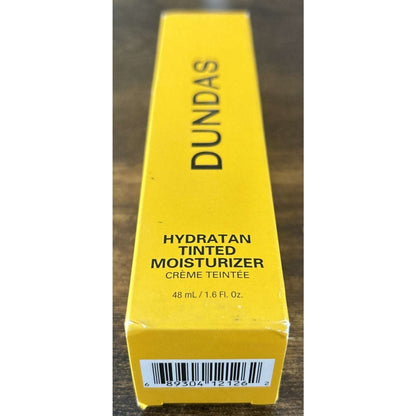 DUNDAS
HYDRATAN
TINTED
MOISTURIZER
CRÈME TEINTÉE
48 mL / 1.6 Fl. Oz.
6 89304 12126 2